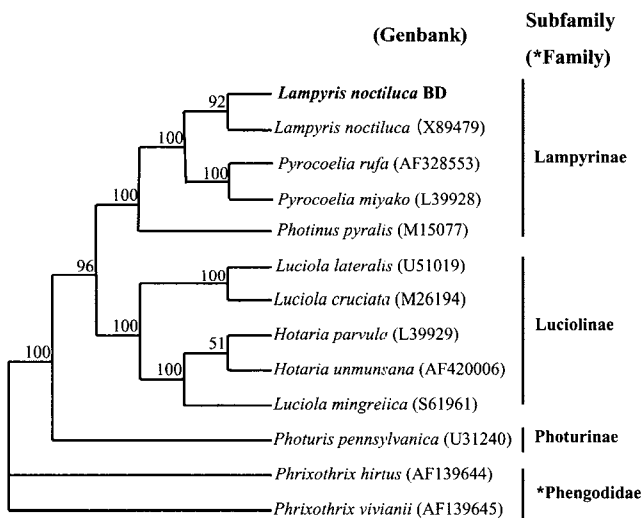 Subfamily
(Genbank)
(*Family)
Lampyris noctiluca BD
92
Lampyris noctiluca (X89479)
100
Lampyrinae
Pyrocoelia rufa (AF328553)
100
100
Pyrocoelia miyako (L39928)
Photinus pyralis (M15077)
96
Luciola lateralis (U51019)
100
Luciola cruciata (M26194)
100
Luciolinae
Hotaria parvula (L39929)
51
100
Hotaria unmunsana (AF420006)
100
Luciola mingrelica (S61961)
Photuris pennsylvanica (U31240)
Photurinae
Phrixothrix hirtus (AF139644)
*Phengodidae
Phrixothrix vivianii (AF139645)